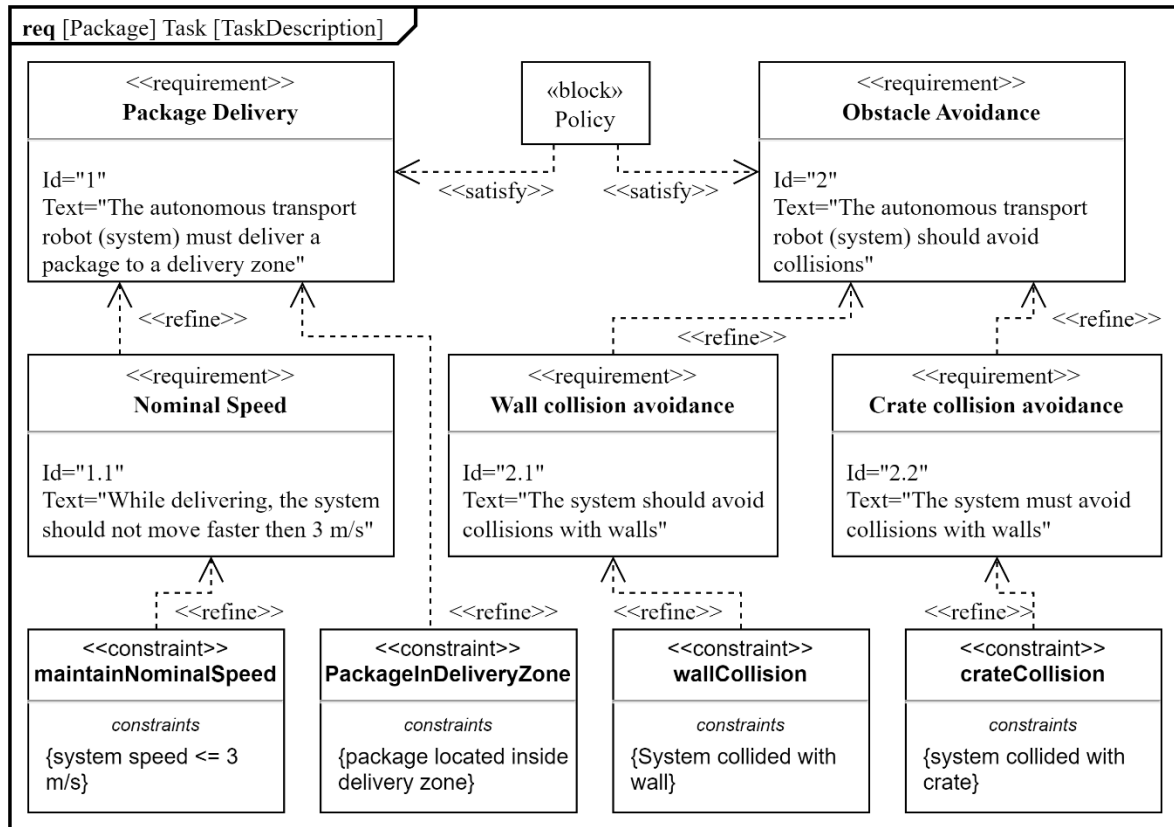 req [Package] Task [TaskDescription]
<<requirement>>
Package Delivery
Id="1"
Text="The autonomous transport
robot (system) must deliver a
package to a delivery zone"
«block»
Policy
<<satisfy>>
<<satisfy>>
<<requirement>>
Obstacle Avoidance
Id="2"
Text="The autonomous transport
robot (system) should avoid
collisions"
<<refine>>
<<refine>>
<<refine>>
<<requirement>>
Nominal Speed
Id="1.1"
Text="While delivering, the system
should not move faster then 3 m/s"
<<requirement>>
Wall collision avoidance
Id="2.1"
Text="The system should avoid
collisions with walls"
<<requirement>>
Crate collision avoidance
Id="2.2"
Text="The system must avoid
collisions with walls"
<<refine>>
<<refine>>
<<refine>>
<<refine>>
<<constraint>>
maintainNominalSpeed
constraints
{system speed <= 3
m/s}
<<constraint>>
PackageInDeliveryZone
constraints
{package located inside
delivery zone}
<<constraint>>
wallCollision
constraints
{System collided with
wall}
<<constraint>>
crateCollision
constraints
{system collided with
crate}